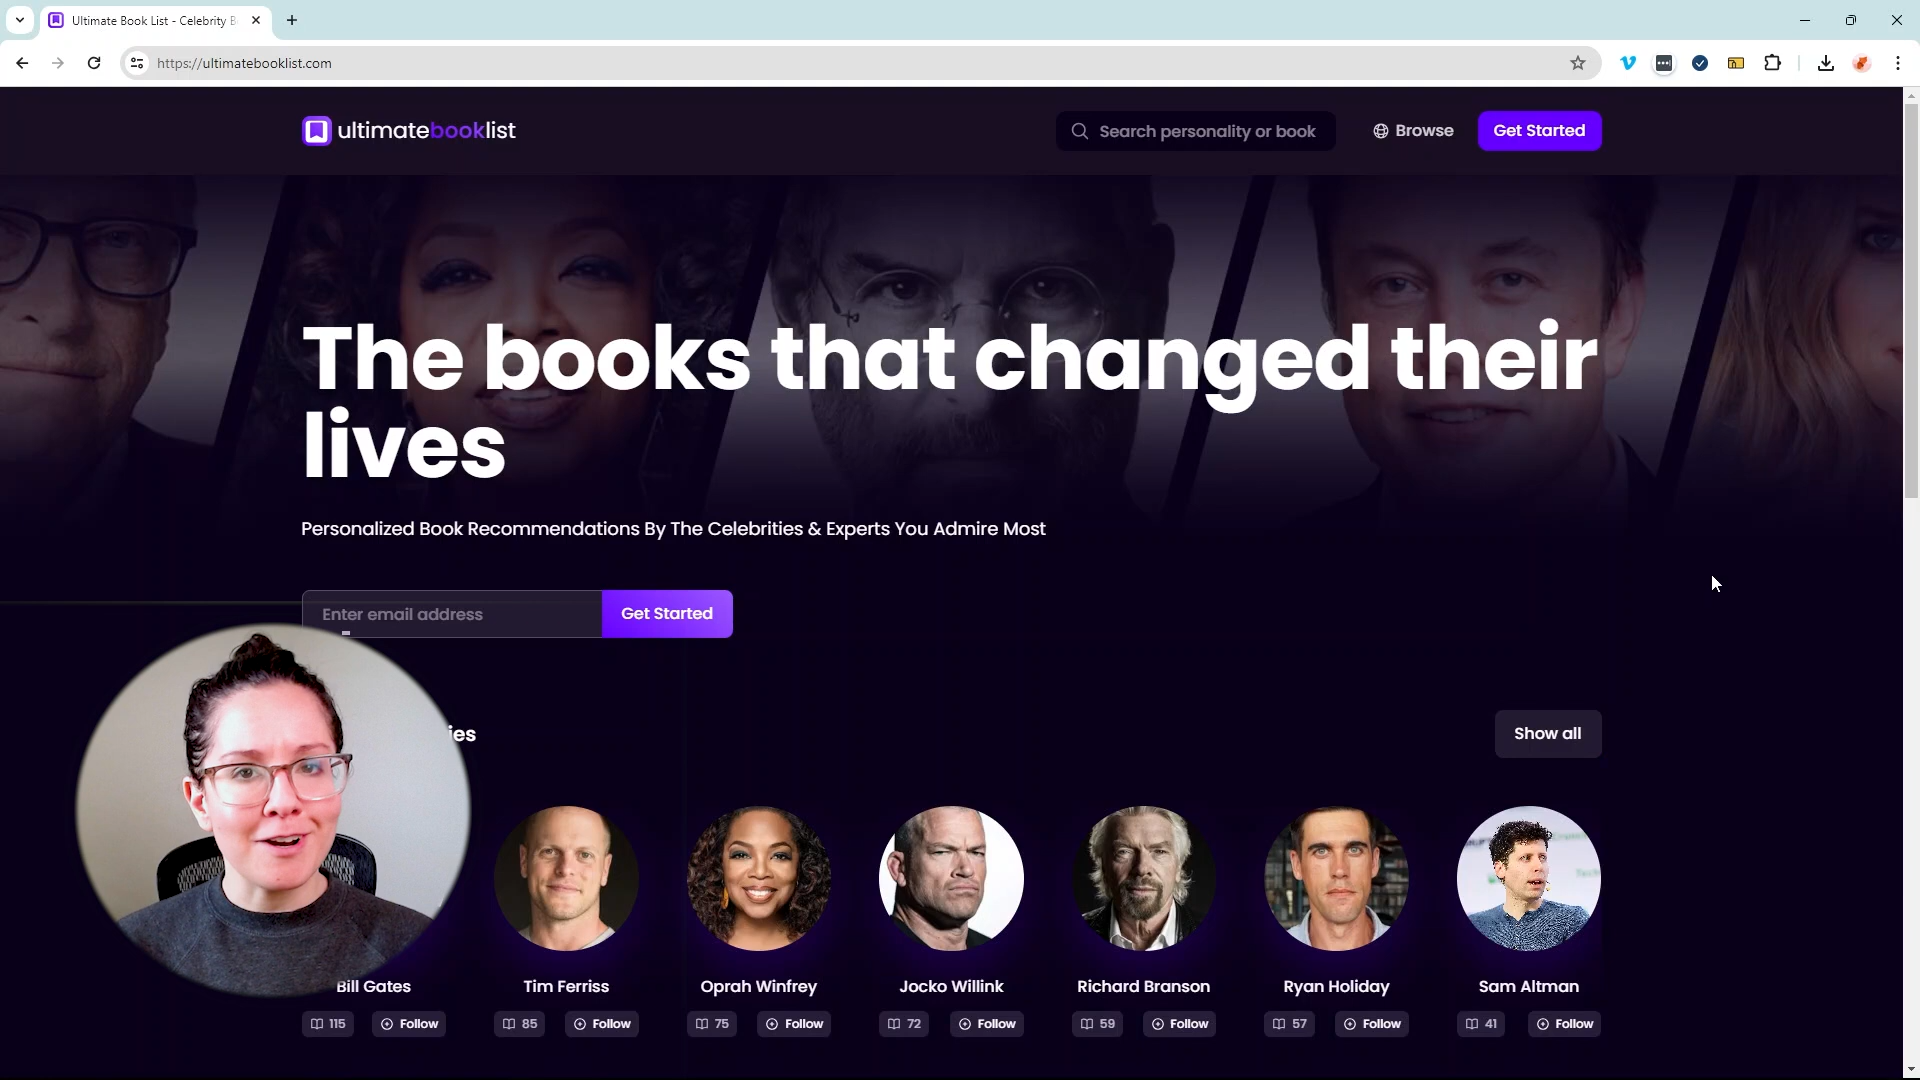 Ultimate Book List - Celebrity B
https://ultimatebooklist.com
ultimatebooklist
Search personality or book
Browse
Get Started
The books that changed their
lives
Personalized Book Recommendations By The Celebrities & Experts You Admire Most
Enter email address
Get Started
ies
Show all
Bill Gates
Tim Ferriss
Oprah Winfrey
Jocko Willink
Richard Branson
Ryan Holiday
Sam Altman
115
Follow
85
Follow
75
Follow
72
Follow
59
Follow
57
Follow
41
Follow